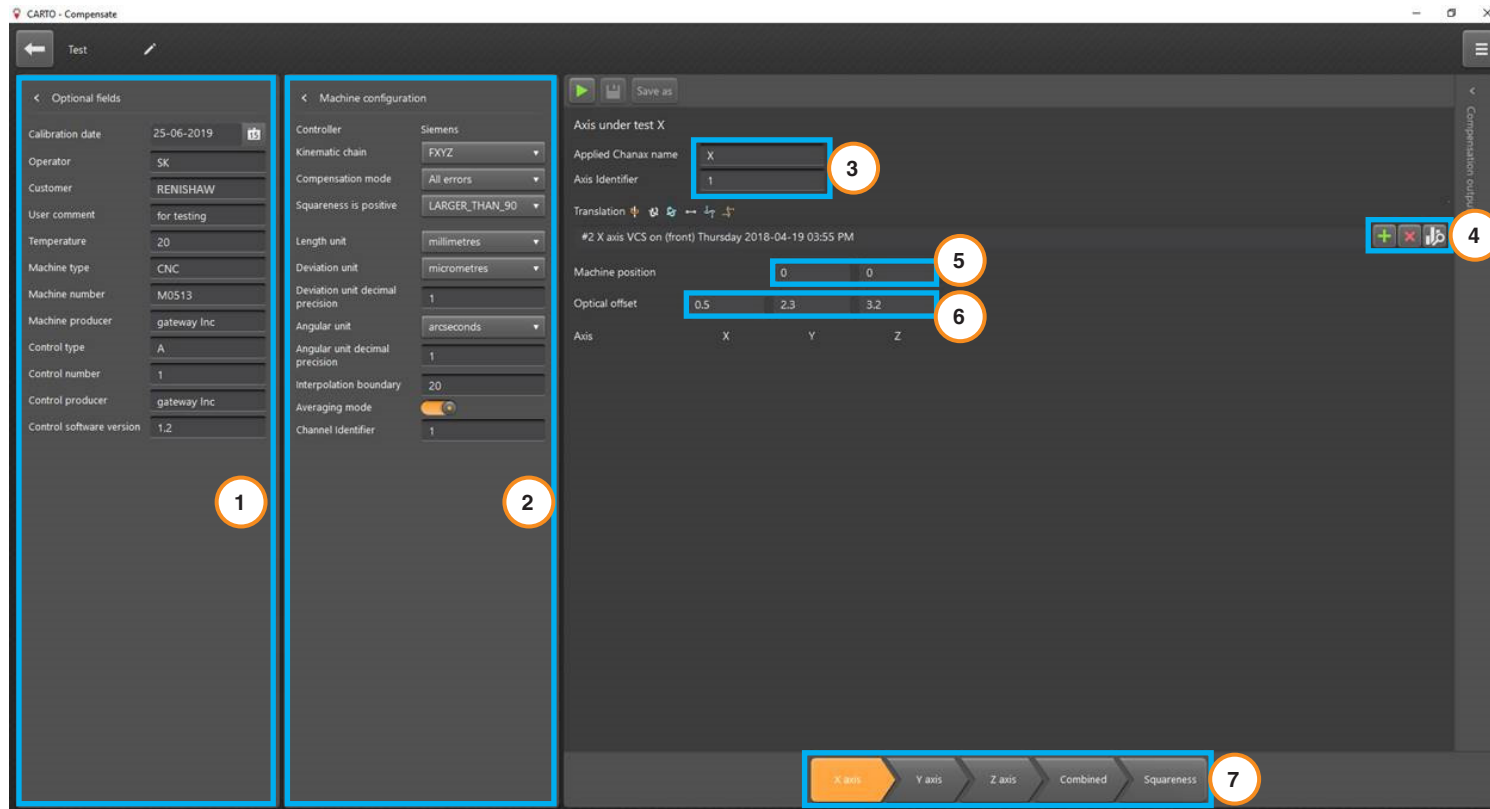 CARTO - Compensate
Test
Optional fields
Calibration date 25-06-2019 15
Operator SK
Customer RENISHAW
User comment for testing
Temperature 20
Machine type CNC
Machine number M0513
Machine producer gateway Inc
Control type A
Control number 1
Control producer gateway Inc
Control software version 1.2
1
Machine configuration
Controller Siemens
Kinematic chain FXYZ
Compensation mode All errors
Squareness is positive LARGER_THAN_90
Length unit millimetres
Deviation unit micrometres
Deviation unit decimal
precision 1
Angular unit arcseconds
Angular unit decimal
precision 1
Interpolation boundary 20
Averaging mode
Channel Identifier 1
2
Save as
Axis under test X
Applied Chanax name X
Axis Identifier 1
3
Translation
#2 X axis VCS on (front) Thursday 2018-04-19 03:55 PM
4
Machine position 0 0
5
Optical offset 0.5 2.3 3.2
6
Axis X Y Z
Compensation output
X axis Y axis Z axis Combined Squareness
7